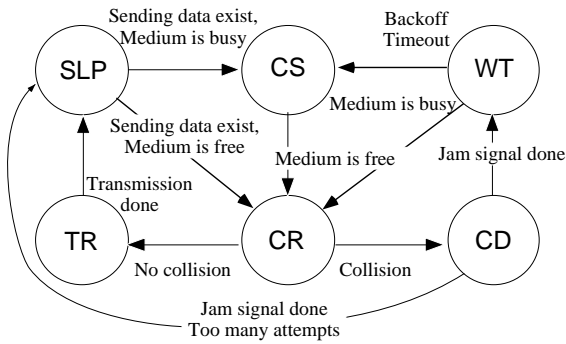 Sending data exist,
Medium is busy
Backoff
Timeout
SLP
CS
WT
Medium is busy
Sending data exist,
Medium is free
Medium is free
Jam signal done
Transmission
done
TR
CR
CD
No collision
Collision
Jam signal done
Too many attempts